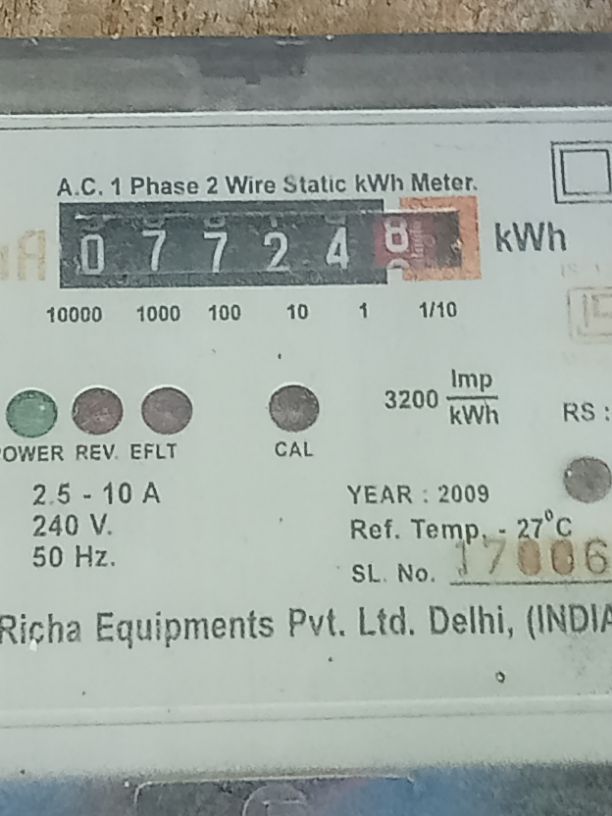 A.C. 1 Phase 2 Wire Static kWh Meter.
0 7 7 2 4 8 kWh
10000 1000 100 10 1 1/10
3200 Imp/kWh
POWER REV. EFLT CAL RS :
2.5 - 10 A
240 V.
50 Hz.
YEAR : 2009
Ref. Temp. - 27°C
SL. No. 17006
Richa Equipments Pvt. Ltd. Delhi, (INDIA